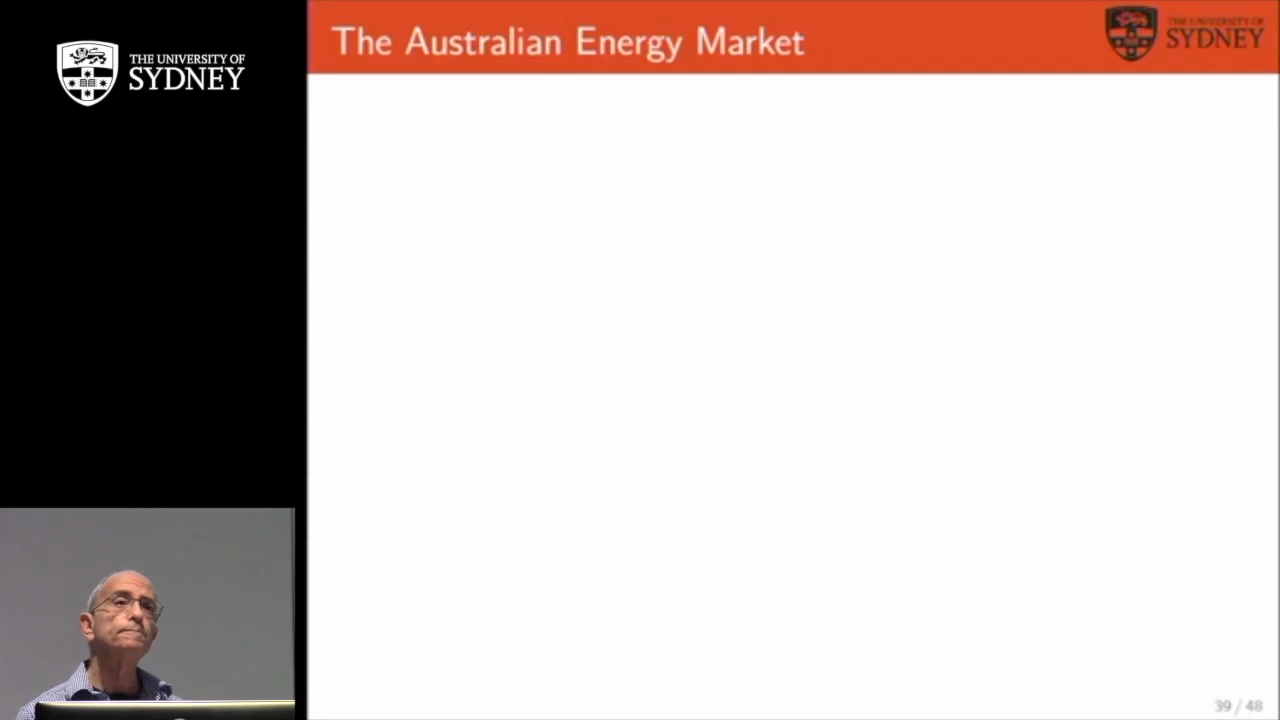 THE UNIVERSITY OF
SYDNEY
The Australian Energy Market
THE UNIVERSITY OF
SYDNEY
39 / 48